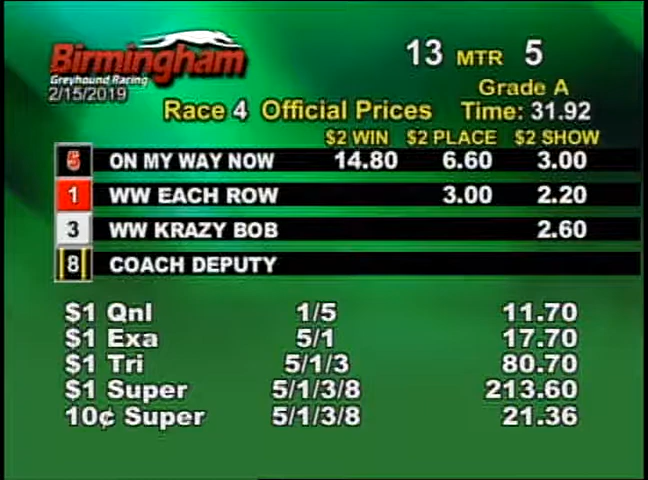 Birmingham
Greyhound Racing
2/15/2019
13 MTR 5
Grade A
Race 4 Official Prices Time: 31.92
$2 WIN $2 PLACE $2 SHOW
5 ON MY WAY NOW 14.80 6.60 3.00
1 WW EACH ROW 3.00 2.20
3 WW KRAZY BOB 2.60
8 COACH DEPUTY
$1 Qnl 1/5 11.70
$1 Exa 5/1 17.70
$1 Tri 5/1/3 80.70
$1 Super 5/1/3/8 213.60
10¢ Super 5/1/3/8 21.36